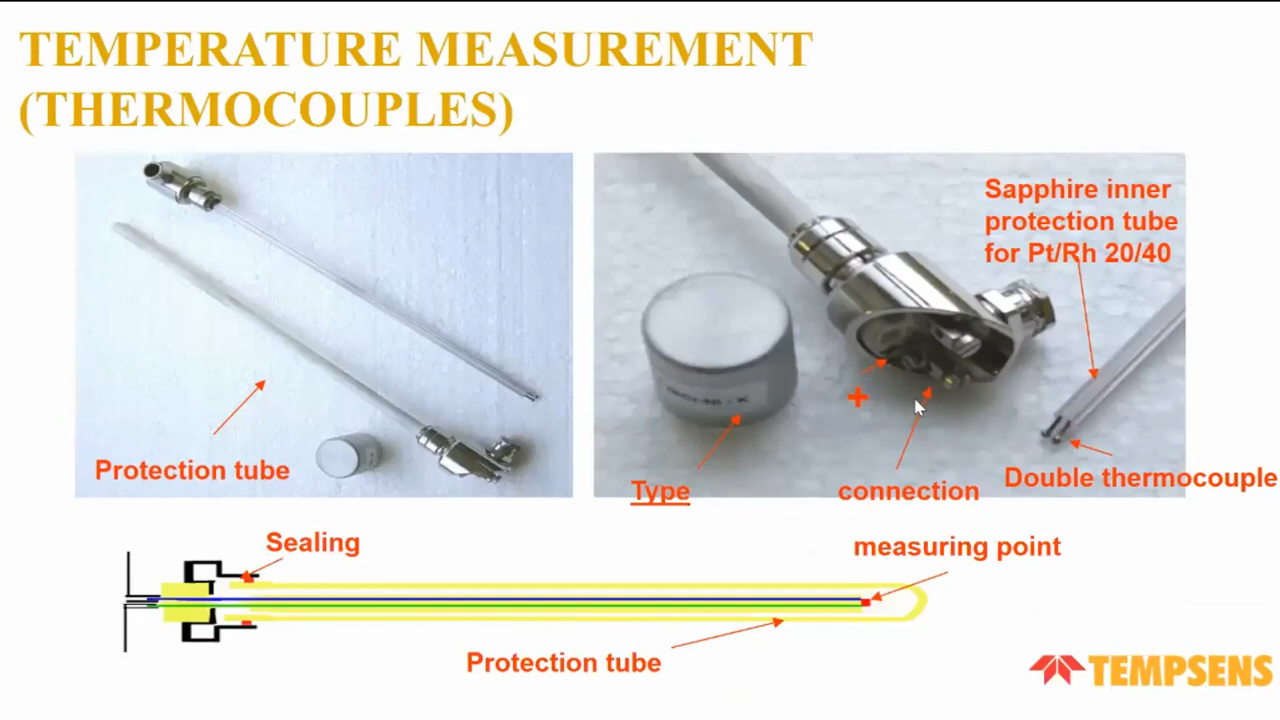 TEMPERATURE MEASUREMENT
(THERMOCOUPLES)
Protection tube
Sapphire inner
protection tube
for Pt/Rh 20/40
+
Type
connection
Double thermocouple
Sealing
measuring point
Protection tube
TEMPSENS